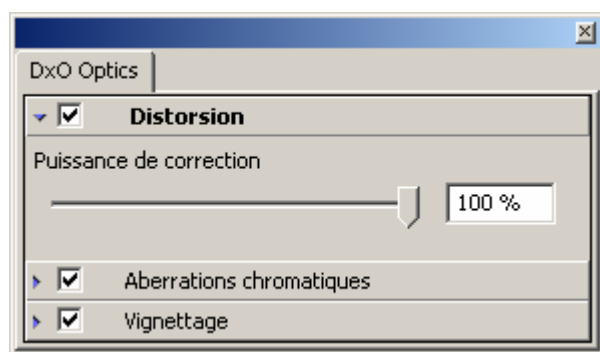 DxO Optics
Distorsion
Puissance de correction
100 %
Aberrations chromatiques
Vignettage